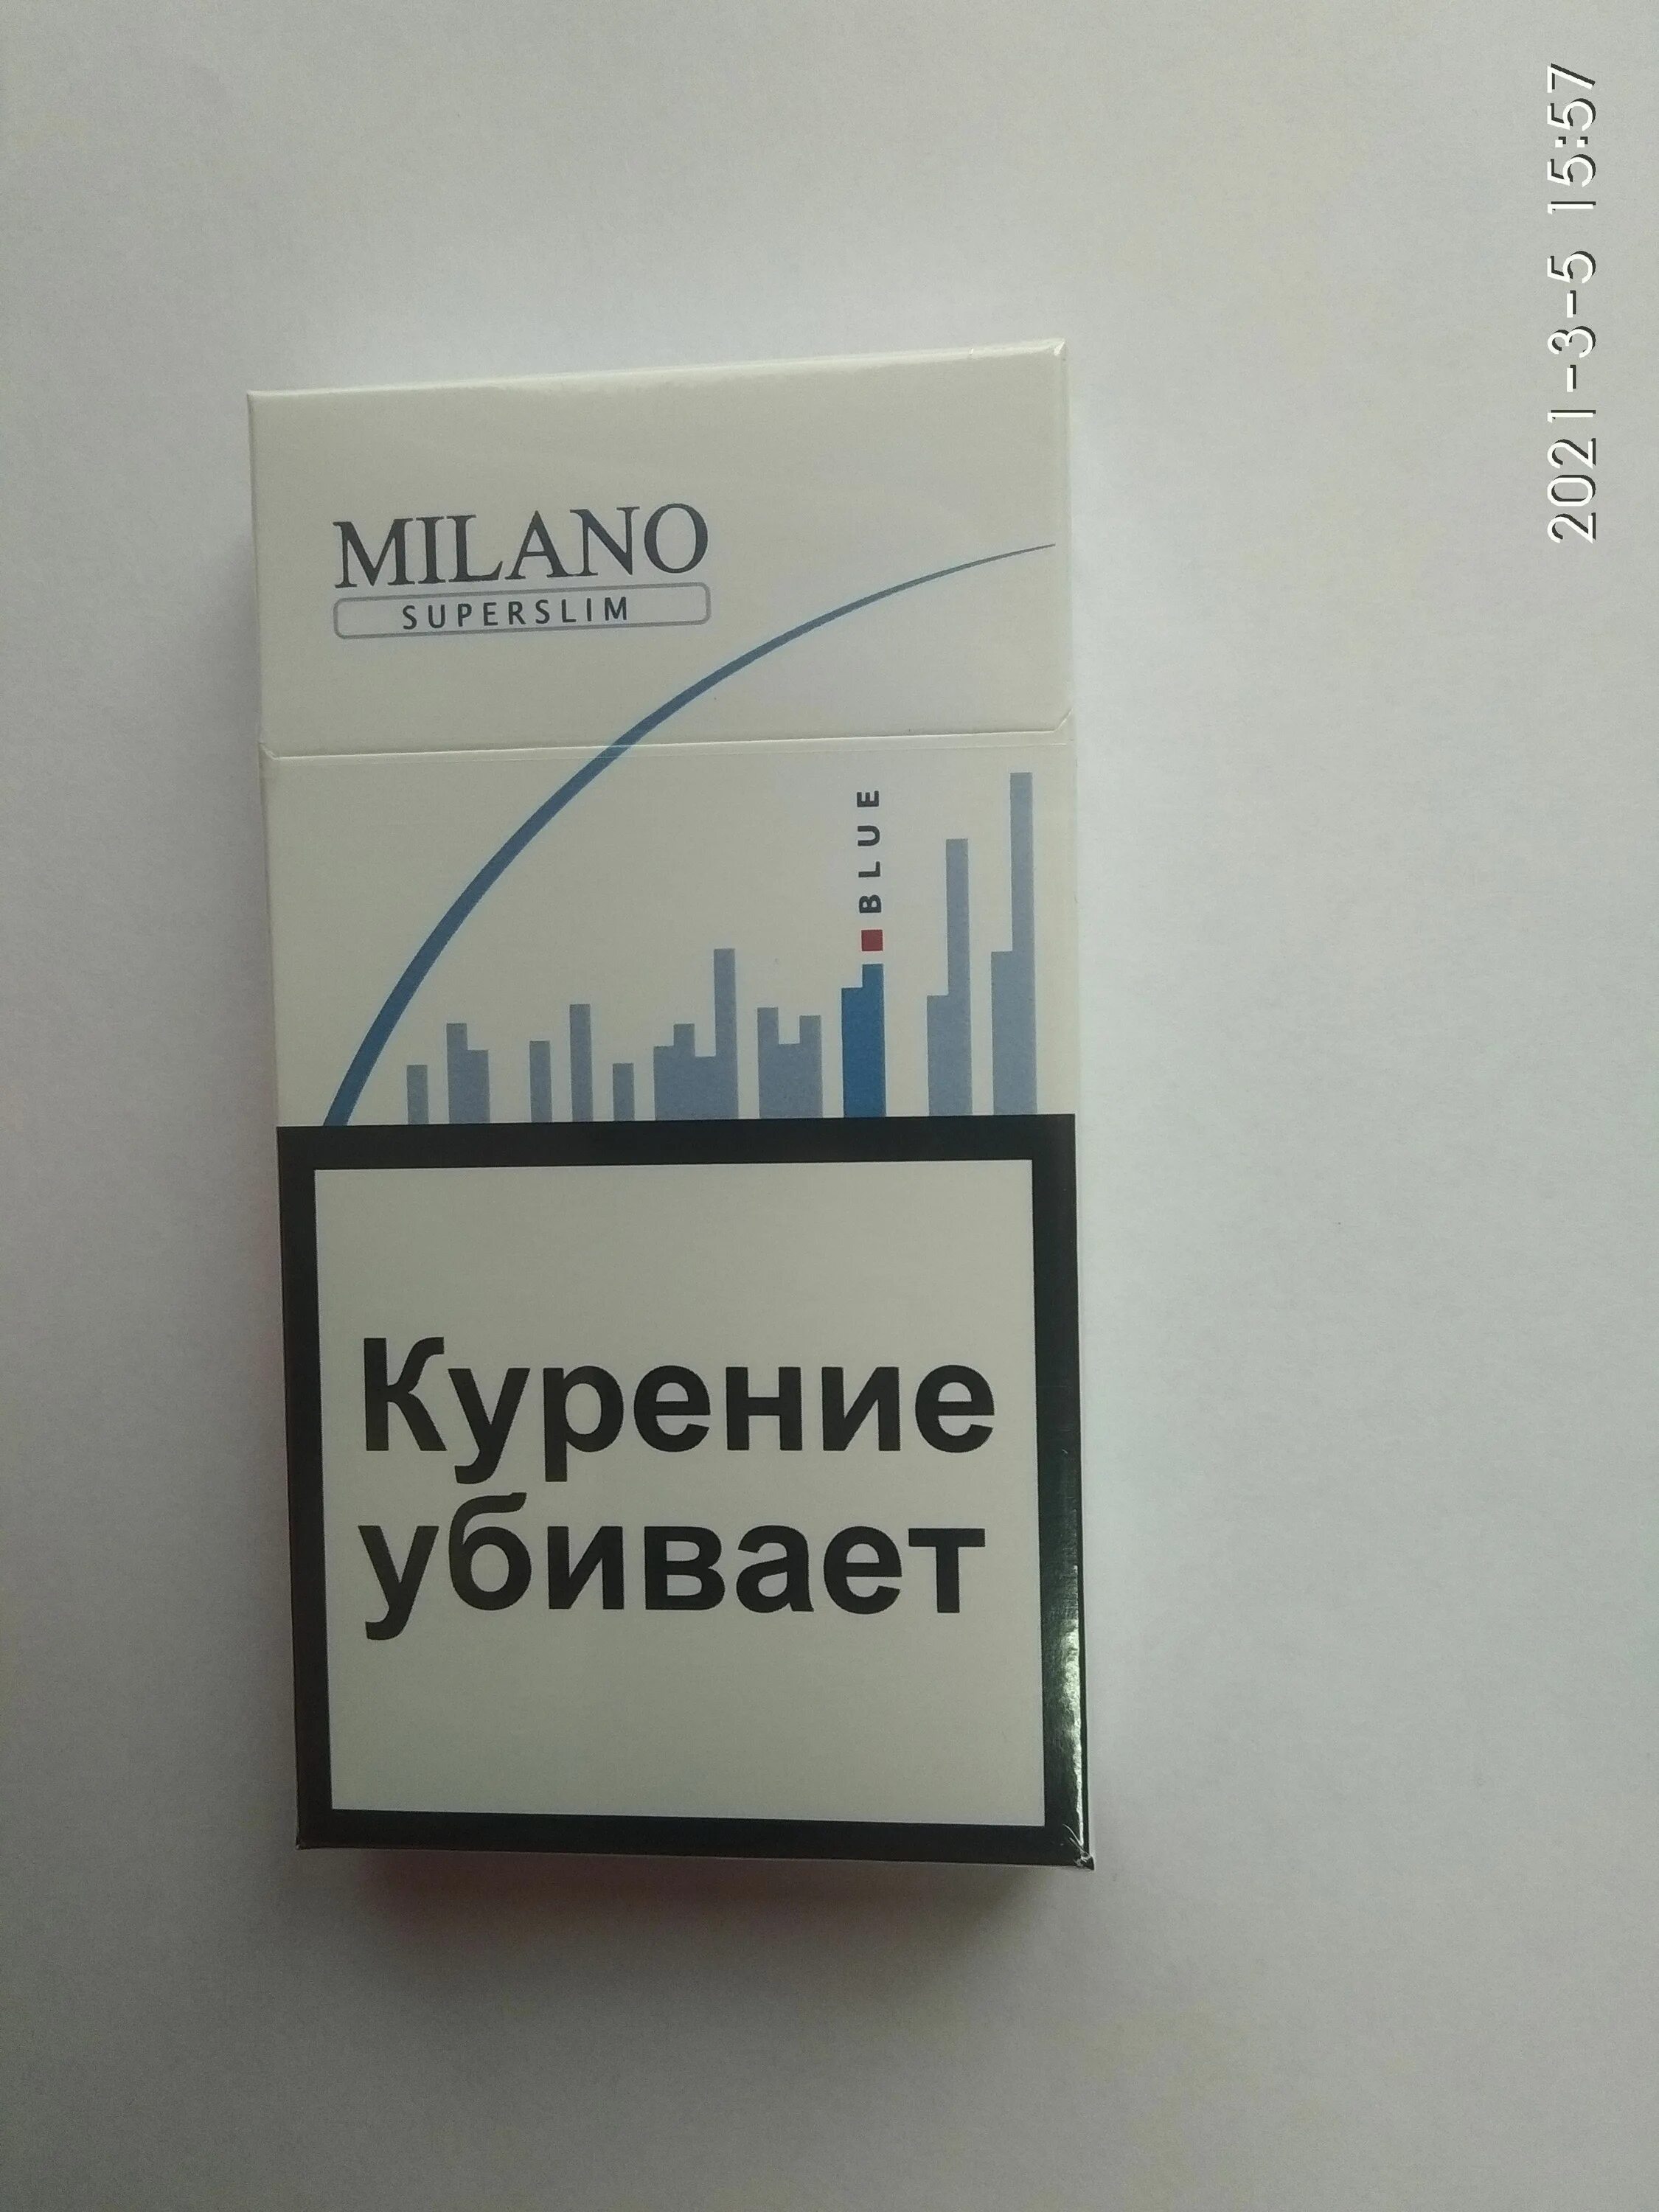 MILANO
SUPERSLIM
BLUE
Курение
убивает
2021-3-5 15:57